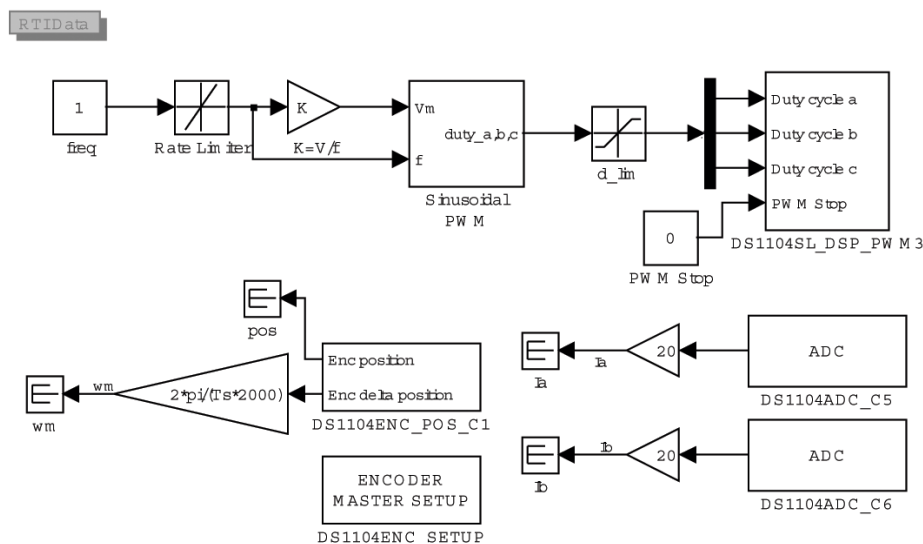 RTI Data
1
freq
Rate Limiter
K
K=V/f
Vm
f
duty_a,b,c
Sinusoidal
PWM
d_lim
Duty cycle a
Duty cycle b
Duty cycle c
PWM Stop
DS1104SL_DSP_PWM3
0
PWM Stop
pos
Enc position
Enc delta position
DS1104ENC_POS_C1
2*pi/(Ts*2000)
wm
wm
ENCODER
MASTER SETUP
DS1104ENC_SETUP
Ia
Ia
20
ADC
DS1104ADC_C5
Ib
Ib
20
ADC
DS1104ADC_C6